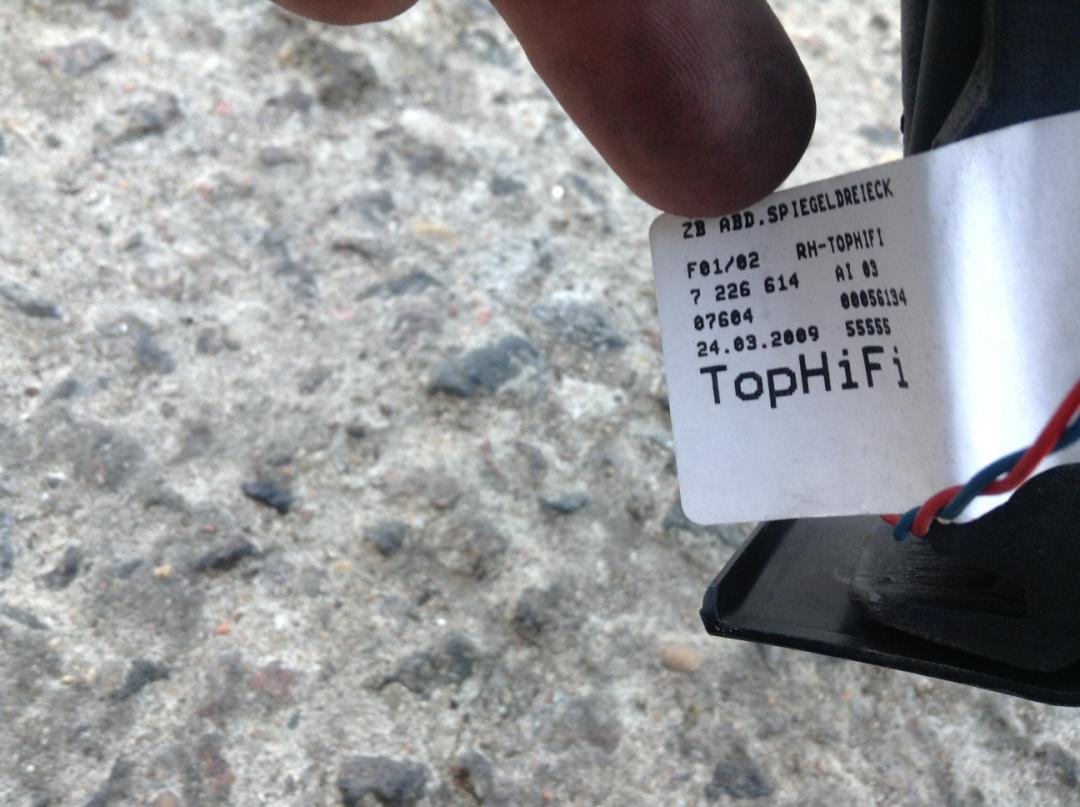 ZB ABD.SPIEGELDREIECK
F01/02 RH-TOPHIFI
7 226 614 AI 03
07604 00056134
24.03.2009 55555
TopHiFi